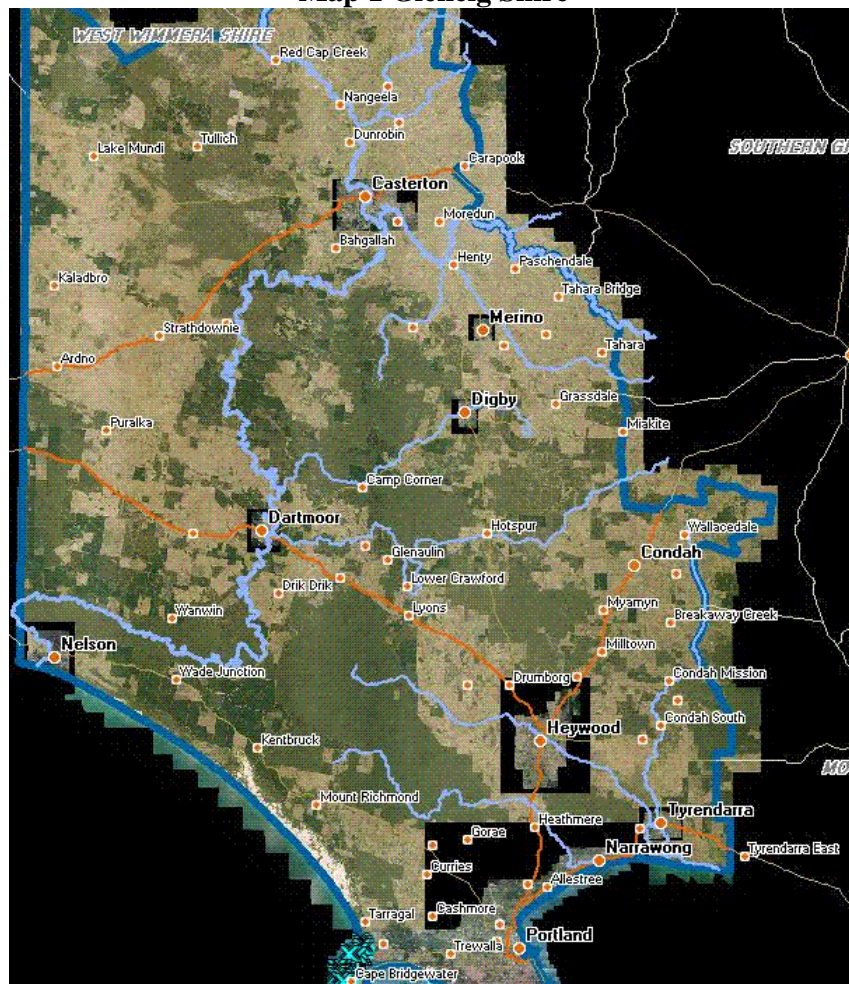 Map 1 Glenelg Shire
WEST WIMMERA SHIRE
Red Cap Creek
Nangeela
Tullich
Dunrobin
Lake Mundi
SOUTHERN GR
Carapook
Casterton
Moredun
Bahgallah
Henty
Paschendale
Kaladbro
Tahara Bridge
Merino
Strathdownie
Tahara
Ardno
Digby
Grassdale
Puralka
Miakite
Camp Corner
Dartmoor
Hotspur
Wallacedale
Glenaulin
Condah
Drik Drik
Lower Crawford
Wanwin
Lyons
Myamyn
Breakaway Creek
Nelson
Milltown
Wade Junction
Drumborg
Condah Mission
Heywood
Condah South
Kentbruck
MO
Mount Richmond
Tyrendarra
Heathmere
Gorae
Narrawong
Tyrendarra East
Curries
Allestree
Cashmore
Tarragal
Portland
Trewalla
Cape Bridgewater